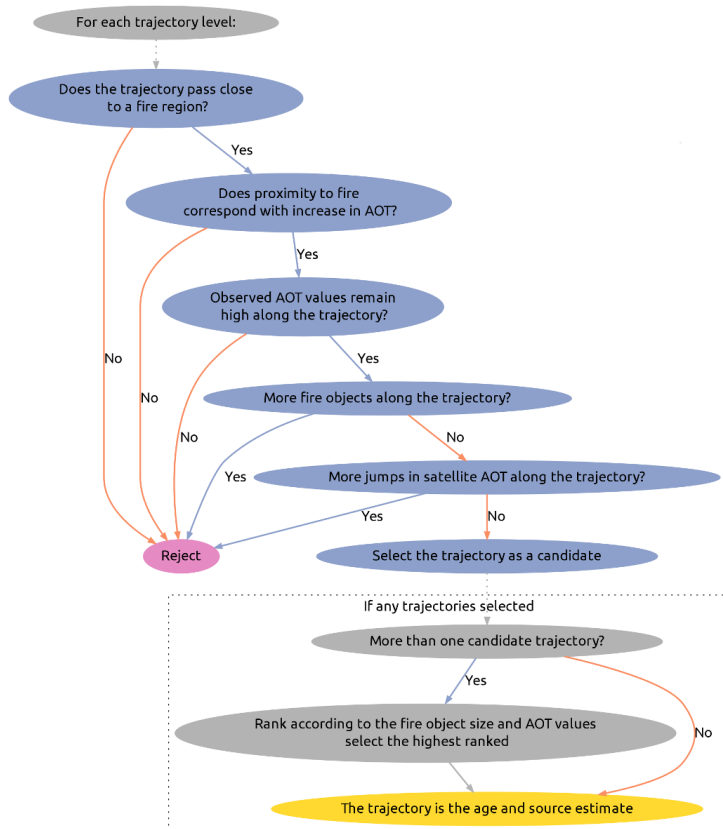 For each trajectory level:
Does the trajectory pass close
to a fire region?
Yes
Does proximity to fire
correspond with increase in AOT?
Yes
Observed AOT values remain
high along the trajectory?
No
Yes
No
More fire objects along the trajectory?
No
No
Yes
More jumps in satellite AOT along the trajectory?
Yes
No
Reject
Select the trajectory as a candidate
If any trajectories selected
More than one candidate trajectory?
Yes
Rank according to the fire object size and AOT values
select the highest ranked
No
The trajectory is the age and source estimate